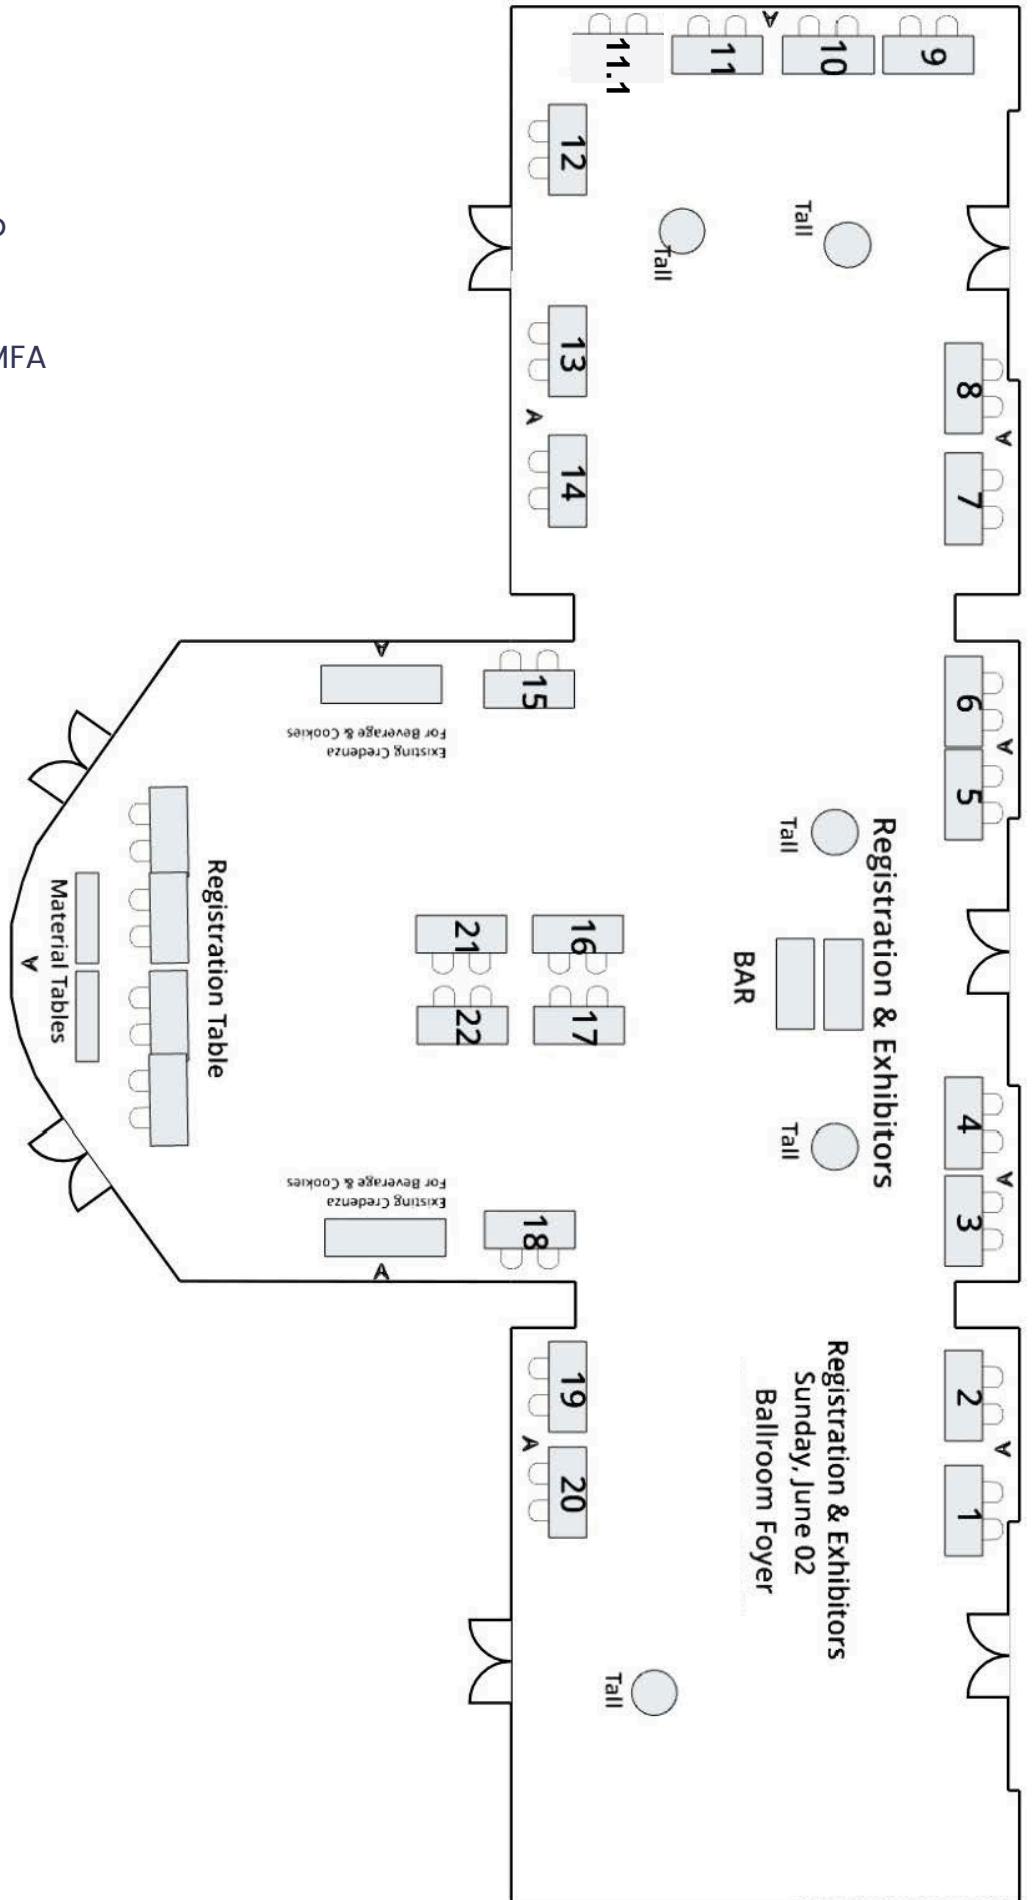 MFA
11.1
11
10
9
12
Tall
Tall
13
8
A
A
14
7
A
A
15
6
A
Existing Credenza
For Beverage & Cookies
5
Tall
Registration & Exhibitors
Registration Table
Material Tables
A
21
16
BAR
22
17
4
Tall
A
Existing Credenza
For Beverage & Cookies
18
3
A
Registration & Exhibitors
Sunday, June 02
Ballroom Foyer
19
2
A
A
20
1
Tall